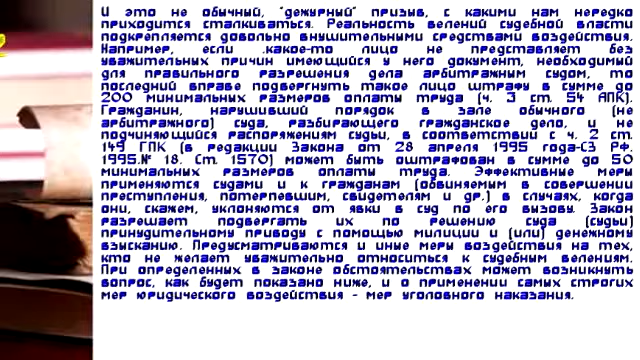 И это не обычный, "дежурный" призыв, с какими нам нередко
приходится сталкиваться. Реальность велений судебной власти
подкрепляется довольно внушительными средствами воздействия.
Например, если какое-то лицо не представляет без
уважительных причин имеющийся у него документ, необходимый
для правильного разрешения дела арбитражным судом, то
последний вправе подвергнуть такое лицо штрафу в сумме до
200 минимальных размеров оплаты труда (ч. 3 ст. 54 АПК).
Гражданин, нарушивший порядок в зале обычного (не
арбитражного) суда, разбирающего гражданское дело, и не
подчиняющийся распоряжениям судьи, в соответствии с ч. 2 ст.
149 ГПК (в редакции Закона от 28 апреля 1995 года-СЗ РФ.
1995.№ 18. Ст. 1570) может быть оштрафован в сумме до 50
минимальных размеров оплаты труда. Эффективные меры
применяются судами и к гражданам (обвиняемым в совершении
преступления, потерпевшим, свидетелям и др.) в случаях, когда
они, скажем, уклоняются от явки в суд по его вызову. Закон
разрешает подвергать их по решению суда (судьи)
принудительному приводу с помощью милиции и (или) денежному
взысканию. Предусматриваются и иные меры воздействия на тех,
кто не желает уважительно относиться к судебным велениям.
При определенных в законе обстоятельствах может возникнуть
вопрос, как будет показано ниже, и о применении самых строгих
мер юридического воздействия - мер уголовного наказания.